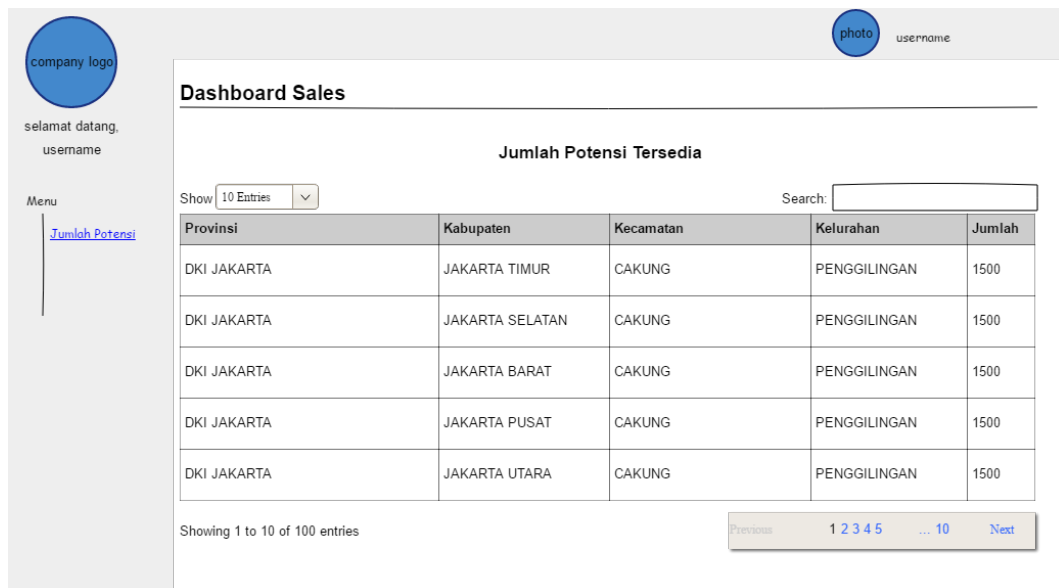 photo username
company logo
Dashboard Sales
selamat datang,
username
Jumlah Potensi Tersedia
Menu
Jumlah Potensi
Show 10 Entries Search:
Provinsi Kabupaten Kecamatan Kelurahan Jumlah
DKI JAKARTA JAKARTA TIMUR CAKUNG PENGGILINGAN 1500
DKI JAKARTA JAKARTA SELATAN CAKUNG PENGGILINGAN 1500
DKI JAKARTA JAKARTA BARAT CAKUNG PENGGILINGAN 1500
DKI JAKARTA JAKARTA PUSAT CAKUNG PENGGILINGAN 1500
DKI JAKARTA JAKARTA UTARA CAKUNG PENGGILINGAN 1500
Showing 1 to 10 of 100 entries Previous 1 2 3 4 5 ... 10 Next